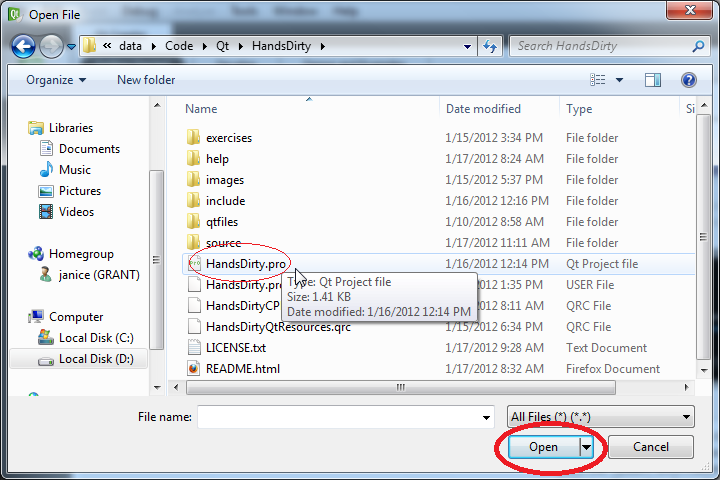 Open File
« data ▸ Code ▸ Qt ▸ HandsDirty ▸
Search HandsDirty
Organize
New folder
Name Date modified Type Si
Libraries
Documents
Music
Pictures
Videos
Homegroup
janice (GRANT)
Computer
Local Disk (C:)
Local Disk (D:)
exercises 1/15/2012 3:34 PM File folder
help 1/17/2012 8:24 AM File folder
images 1/15/2012 5:37 PM File folder
include 1/16/2012 12:16 PM File folder
qtfiles 1/10/2012 8:58 AM File folder
source 1/17/2012 11:11 AM File folder
HandsDirty.pro 1/16/2012 12:14 PM Qt Project file
HandsDirty.pro 1:35 PM USER File
HandsDirtyCP 8:11 AM QRC File
HandsDirtyQtResources.qrc 1/15/2012 6:34 PM QRC File
LICENSE.txt 1/17/2012 9:28 AM Text Document
README.html 1/17/2012 8:32 AM Firefox Document
Type: Qt Project file
Size: 1.41 KB
Date modified: 1/16/2012 12:14 PM
File name:
All Files (*) (*.*)
Open
Cancel